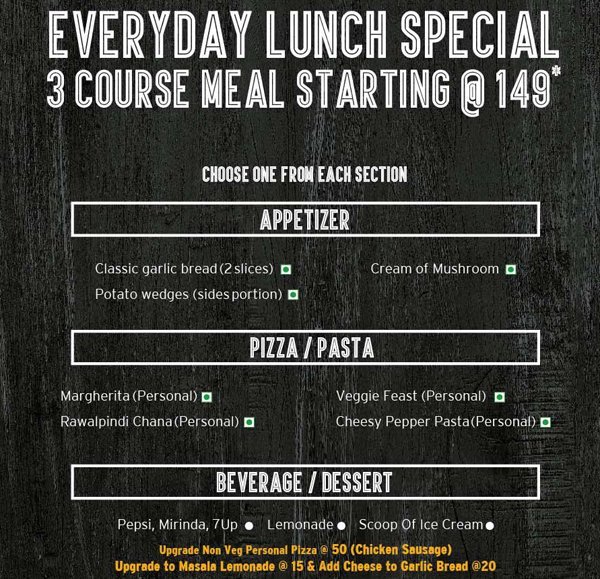 EVERYDAY LUNCH SPECIAL
3 COURSE MEAL STARTING @ 149*
CHOOSE ONE FROM EACH SECTION
APPETIZER
Classic garlic bread (2 slices) Cream of Mushroom
Potato wedges (sides portion)
PIZZA / PASTA
Margherita (Personal) Veggie Feast (Personal)
Rawalpindi Chana (Personal) Cheesy Pepper Pasta (Personal)
BEVERAGE / DESSERT
Pepsi, Mirinda, 7Up Lemonade Scoop Of Ice Cream
Upgrade Non Veg Personal Pizza @ 50 (Chicken Sausage)
Upgrade to Masala Lemonade @ 15 & Add Cheese to Garlic Bread @20